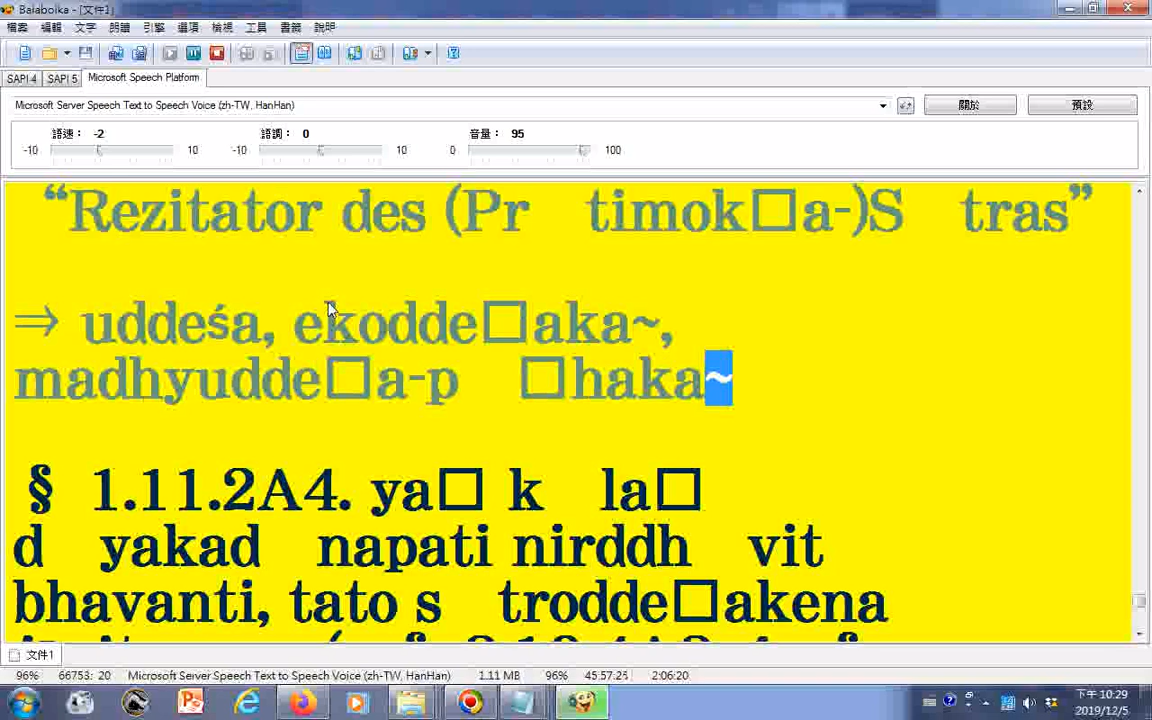 Balabolka - [文件1]
檔案 編輯 文字 朗讀 引擎 選項 檢視 工具 書籤 說明
SAPI 4 SAPI 5 Microsoft Speech Platform
Microsoft Server Speech Text to Speech Voice (zh-TW, HanHan) 關於 預設
語速： -2 語調： 0 音量： 95
-10 10 -10 10 0 100
“Rezitator des (Pr timok□a-)S tras”
⇒ uddeśa, ekodde□aka~,
madhyudde□a-p □haka~
§ 1.11.2A4. ya□ k la□
d yakad napati nirddh vit
bhavanti, tato s trodde□akena
文件1
96% 66753: 20 Microsoft Server Speech Text to Speech Voice (zh-TW, HanHan) 1.11 MB 96% 45:57:25 2:06:20
下午 10:29
2019/12/5